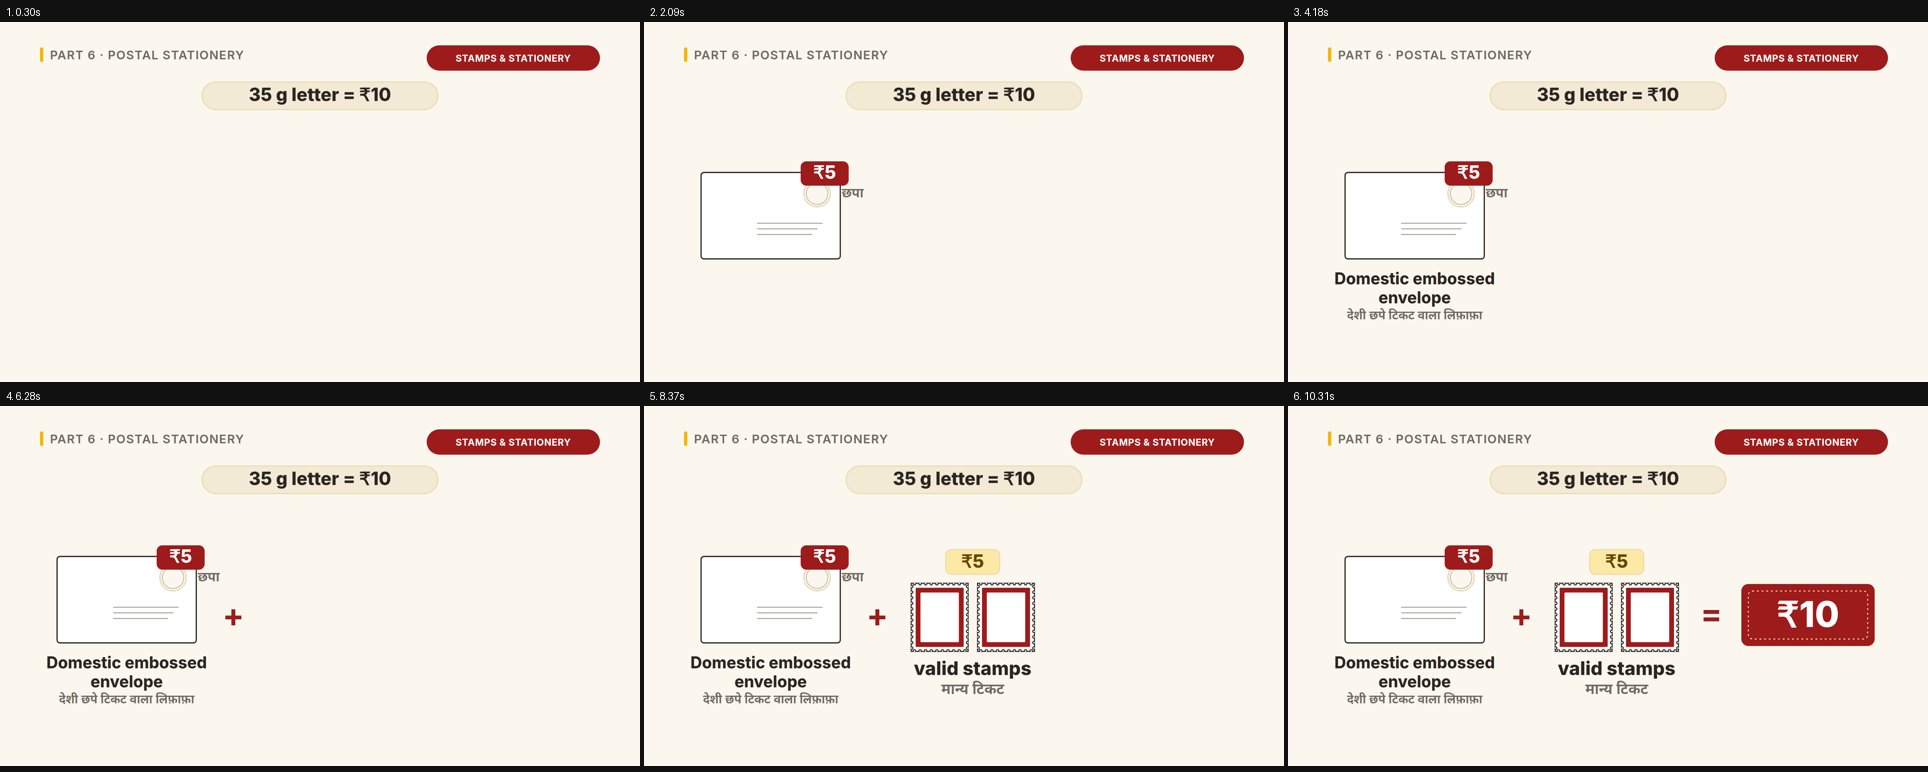 1. 0.30s
PART 6 · POSTAL STATIONERY
STAMPS & STATIONERY
35 g letter = ₹10
2. 2.09s
PART 6 · POSTAL STATIONERY
STAMPS & STATIONERY
35 g letter = ₹10
₹5
छपा
3. 4.18s
PART 6 · POSTAL STATIONERY
STAMPS & STATIONERY
35 g letter = ₹10
₹5
छपा
Domestic embossed
envelope
देशी छपे टिकट वाला लिफ़ाफ़ा
4. 6.28s
PART 6 · POSTAL STATIONERY
STAMPS & STATIONERY
35 g letter = ₹10
₹5
छपा
+
Domestic embossed
envelope
देशी छपे टिकट वाला लिफ़ाफ़ा
5. 8.37s
PART 6 · POSTAL STATIONERY
STAMPS & STATIONERY
35 g letter = ₹10
₹5
छपा
+
₹5
Domestic embossed
envelope
देशी छपे टिकट वाला लिफ़ाफ़ा
valid stamps
मान्य टिकट
6. 10.31s
PART 6 · POSTAL STATIONERY
STAMPS & STATIONERY
35 g letter = ₹10
₹5
छपा
+
₹5
=
₹10
Domestic embossed
envelope
देशी छपे टिकट वाला लिफ़ाफ़ा
valid stamps
मान्य टिकट